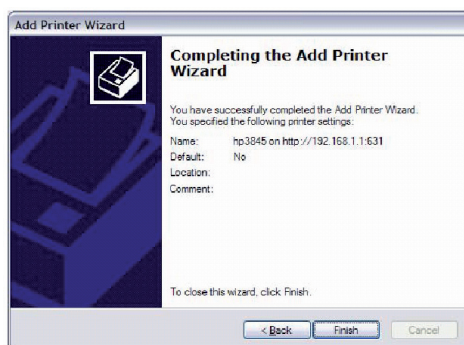 Add Printer Wizard
Completing the Add Printer
Wizard
You have successfully completed the Add Printer Wizard.
You specified the following printer settings:
Name: hp3845 on http://192.168.1.1:631
Default: No
Location:
Comment:
To close this wizard, click Finish.
< Back Finish Cancel